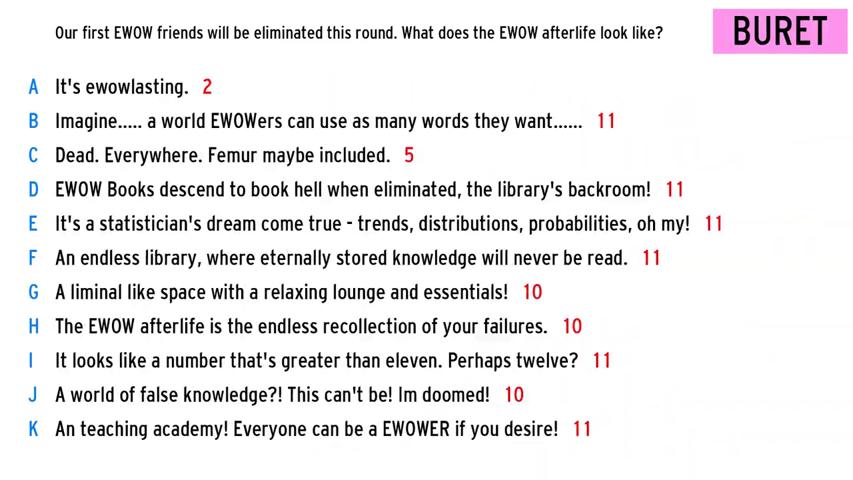 Our first EWOW friends will be eliminated this round. What does the EWOW afterlife look like?
BURET
A It's ewowlasting. 2
B Imagine..... a world EWOWers can use as many words they want...... 11
C Dead. Everywhere. Femur maybe included. 5
D EWOW Books descend to book hell when eliminated, the library's backroom! 11
E It's a statistician's dream come true - trends, distributions, probabilities, oh my! 11
F An endless library, where eternally stored knowledge will never be read. 11
G A liminal like space with a relaxing lounge and essentials! 10
H The EWOW afterlife is the endless recollection of your failures. 10
I It looks like a number that's greater than eleven. Perhaps twelve? 11
J A world of false knowledge?! This can't be! Im doomed! 10
K An teaching academy! Everyone can be a EWOWER if you desire! 11